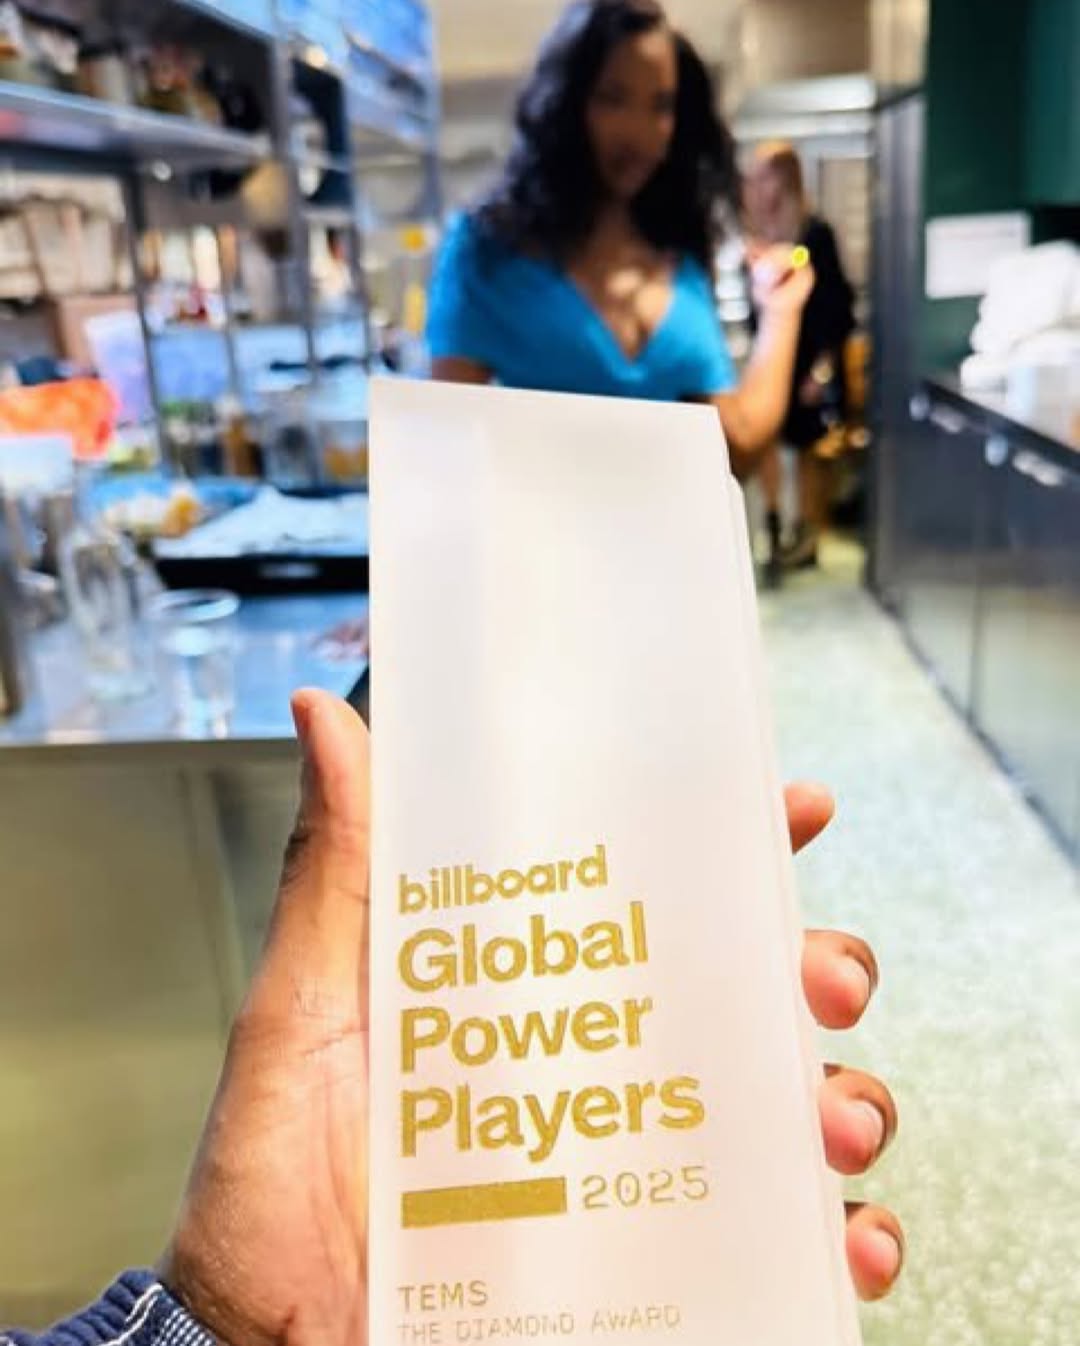 billboard
Global
Power
Players
2025
TEMS
THE DIAMOND AWARD